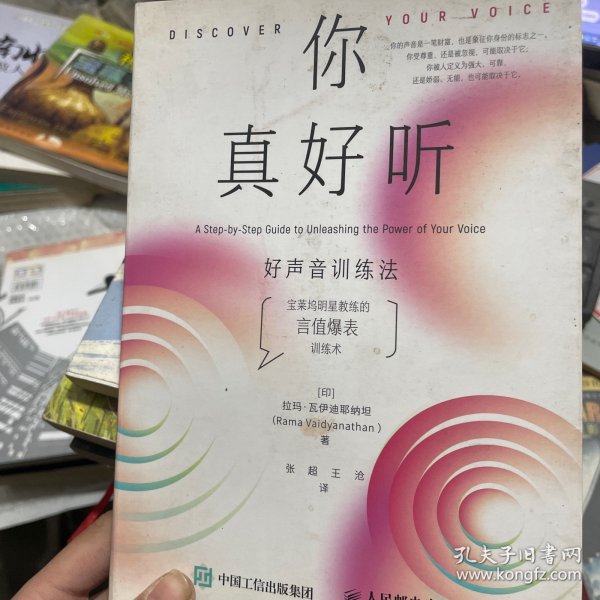 DISCOVER YOUR VOICE
你
真好听
你的声音是一笔财富，也是象征你身份的标志之一。
你受尊重、还是被忽视，可能取决于它；
你被人定义为强大、可靠，
还是娇弱、无能，也可能取决于它。
A Step-by-Step Guide to Unleashing the Power of Your Voice
好声音训练法
宝莱坞明星教练的
言值爆表
训练术
［印］
拉玛·瓦伊迪耶纳坦
(Rama Vaidyanathan)
著
张超 王沧
译
中国工信出版集团
人民邮电
孔夫子旧书网
www.kongfz.com